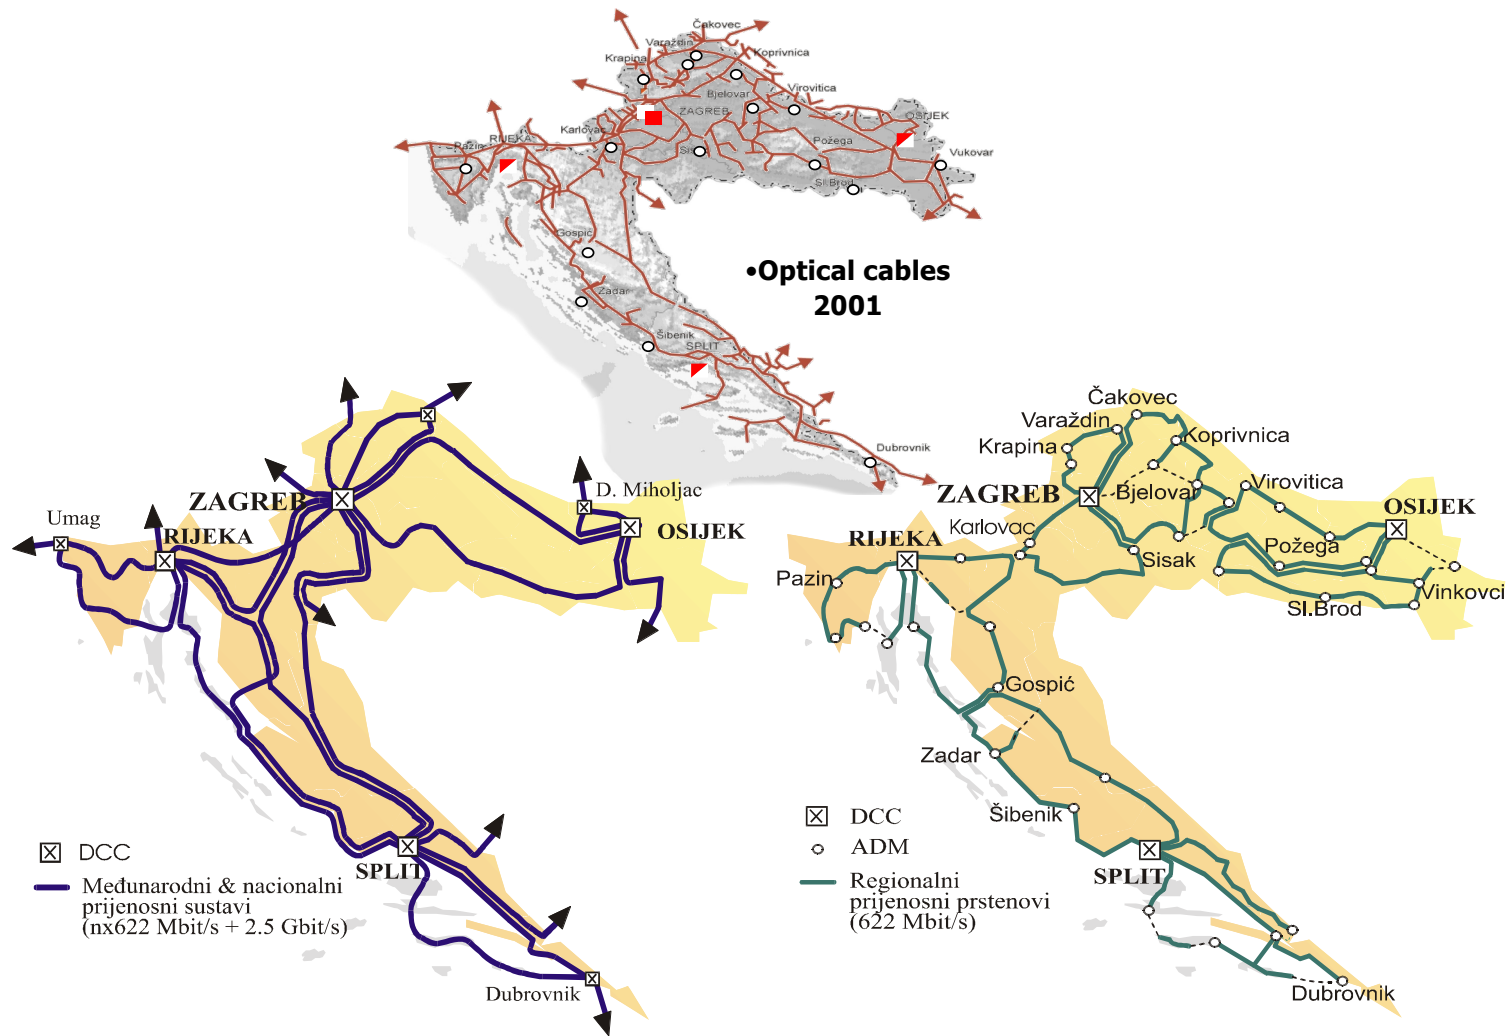 Čakovec
Varaždin
Koprivnica
Krapina
Virovitica
Bjelovar
ZAGREB
OSIJEK
Karlovac
RIJEKA
Pazin
Požega
Vukovar
Sl.Brod
Gospić
Zadar
Šibenik
SPLIT
Dubrovnik
•Optical cables
2001
ZAGREB
D. Miholjac
Umag
RIJEKA
OSIJEK
SPLIT
Dubrovnik
DCC
Međunarodni & nacionalni
prijenosni sustavi
(nx622 Mbit/s + 2.5 Gbit/s)
Čakovec
Varaždin
Koprivnica
Krapina
Virovitica
ZAGREB
Bjelovar
OSIJEK
Karlovac
RIJEKA
Sisak
Požega
Pazin
Vinkovci
Sl.Brod
Gospić
Zadar
Šibenik
SPLIT
Dubrovnik
DCC
ADM
Regionalni
prijenosni prstenovi
(622 Mbit/s)